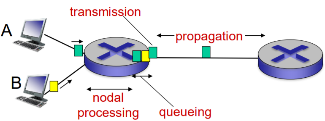 transmission
A
propagation
B
nodal
processing
queueing